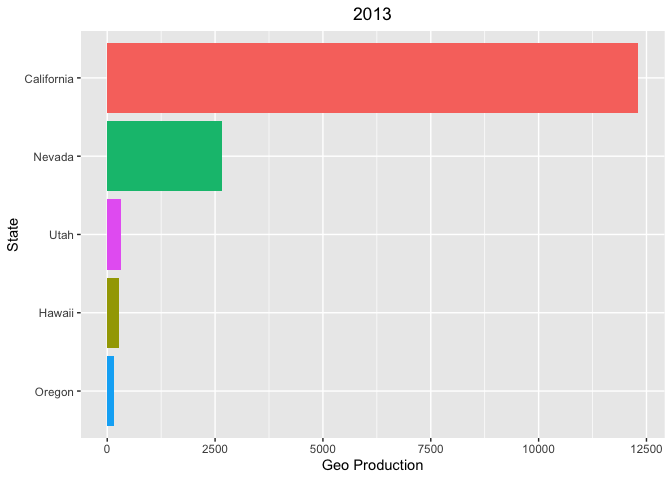 2013
California
Nevada
Utah
Hawaii
Oregon
State
0 2500 5000 7500 10000 12500
Geo Production